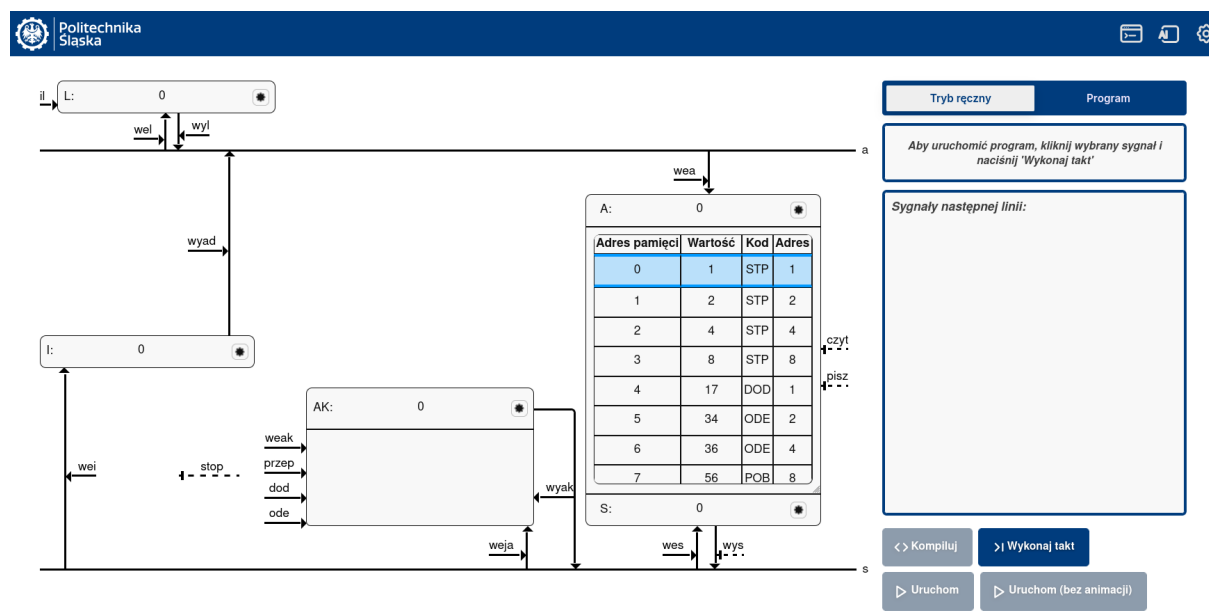 Politechnika
Śląska
il
L:
0
wel
wyl
a
wea
wyad
A:
0
Adres pamięci Wartość Kod Adres
0 1 STP 1
1 2 STP 2
2 4 STP 4
3 8 STP 8
4 17 DOD 1
5 34 ODE 2
6 36 ODE 4
7 56 POB 8
czyt
pisz
I:
0
AK:
0
weak
przep
dod
ode
wyak
wei
stop
S:
0
weja
wes
wys
s
Tryb ręczny
Program
Aby uruchomić program, kliknij wybrany sygnał i
naciśnij 'Wykonaj takt'
Sygnały następnej linii:
Kompiluj
Wykonaj takt
Uruchom
Uruchom (bez animacji)